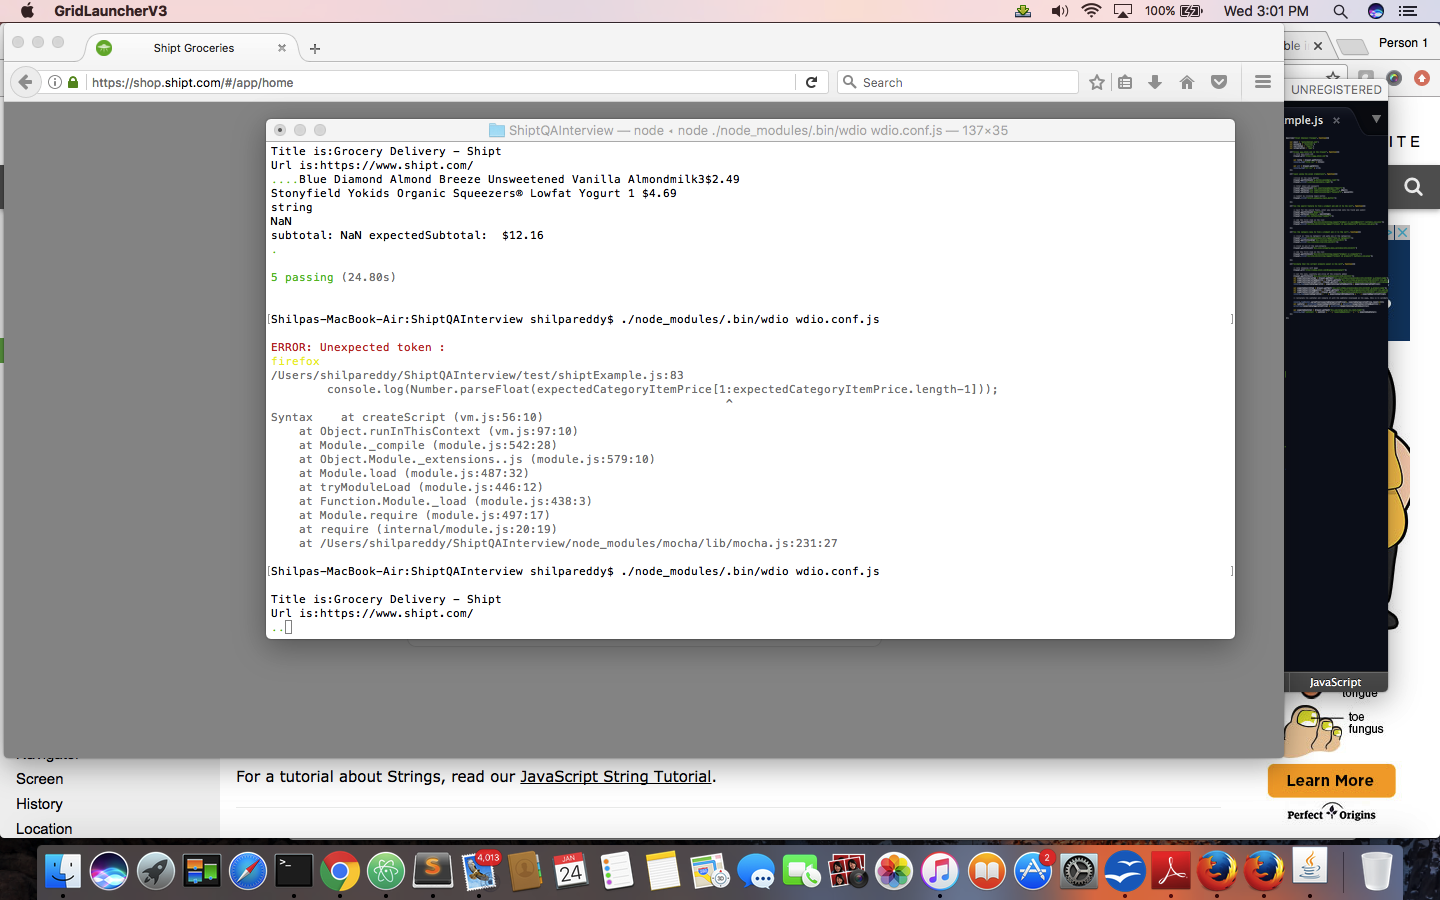 GridLauncherV3
100%
Wed 3:01 PM
Shipt Groceries
Person 1
https://shop.shipt.com/#/app/home
Search
UNREGISTERED
mple.js
ITE
ShiptQAInterview — node • node ./node_modules/.bin/wdio wdio.conf.js — 137×35
Title is:Grocery Delivery - Shipt
Url is:https://www.shipt.com/
....Blue Diamond Almond Breeze Unsweetened Vanilla Almondmilk3$2.49
Stonyfield Yokids Organic Squeezers® Lowfat Yogurt 1 $4.69
string
NaN
subtotal: NaN expectedSubtotal:  $12.16
.
5 passing (24.80s)
[Shilpas-MacBook-Air:ShiptQAInterview shilpareddy$ ./node_modules/.bin/wdio wdio.conf.js ]
ERROR: Unexpected token :
firefox
/Users/shilpareddy/ShiptQAInterview/test/shiptExample.js:83
        console.log(Number.parseFloat(expectedCategoryItemPrice[1:expectedCategoryItemPrice.length-1]));
^
Syntax    at createScript (vm.js:56:10)
    at Object.runInThisContext (vm.js:97:10)
    at Module._compile (module.js:542:28)
    at Object.Module._extensions..js (module.js:579:10)
    at Module.load (module.js:487:32)
    at tryModuleLoad (module.js:446:12)
    at Function.Module._load (module.js:438:3)
    at Module.require (module.js:497:17)
    at require (internal/module.js:20:19)
    at /Users/shilpareddy/ShiptQAInterview/node_modules/mocha/lib/mocha.js:231:27
[Shilpas-MacBook-Air:ShiptQAInterview shilpareddy$ ./node_modules/.bin/wdio wdio.conf.js ]
Title is:Grocery Delivery - Shipt
Url is:https://www.shipt.com/
..
JavaScript
tongue
toe
fungus
Learn More
Perfect Origins
Screen
History
Location
For a tutorial about Strings, read our JavaScript String Tutorial.
4,013
JAN
24
2